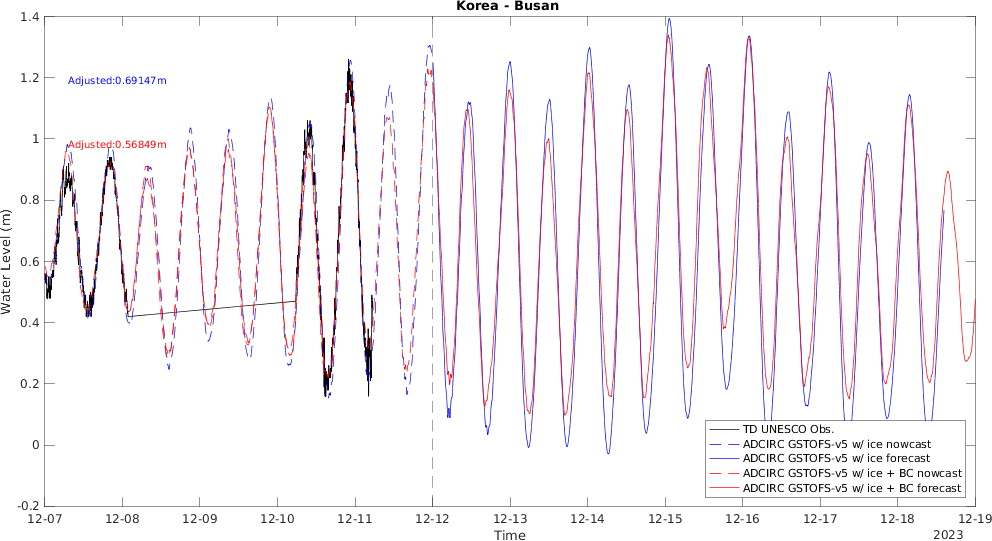 Korea - Busan
1.4
1.2
1
0.8
0.6
0.4
0.2
0
-0.2
Water Level (m)
Adjusted:0.69147m
Adjusted:0.56849m
TD UNESCO Obs.
ADCIRC GSTOFS-v5 w/ ice nowcast
ADCIRC GSTOFS-v5 w/ ice forecast
ADCIRC GSTOFS-v5 w/ ice + BC nowcast
ADCIRC GSTOFS-v5 w/ ice + BC forecast
12-07 12-08 12-09 12-10 12-11 12-12 12-13 12-14 12-15 12-16 12-17 12-18 12-19
Time
2023